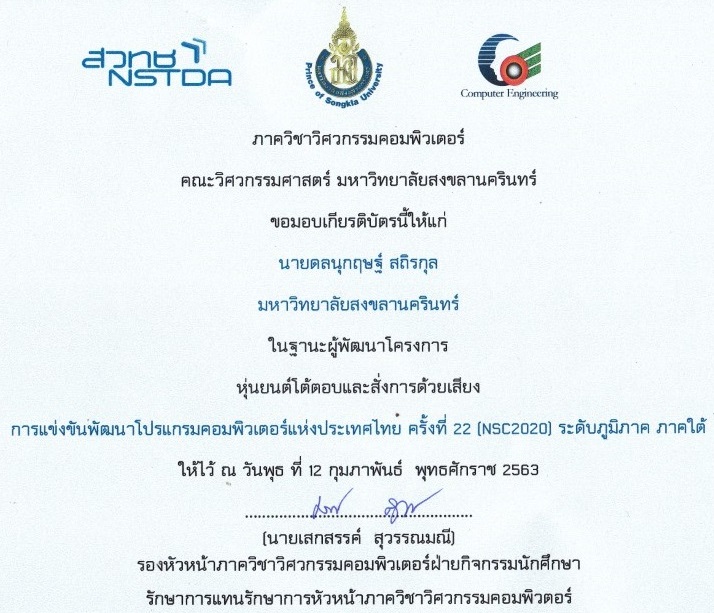 สวทช
NSTDA
Prince of Songkla University
Computer Engineering
ภาควิชาวิศวกรรมคอมพิวเตอร์
คณะวิศวกรรมศาสตร์ มหาวิทยาลัยสงขลานครินทร์
ขอมอบเกียรติบัตรนี้ให้แก่
นายดลนุกฤษฐ์ สถิรกุล
มหาวิทยาลัยสงขลานครินทร์
ในฐานะผู้พัฒนาโครงการ
หุ่นยนต์โต้ตอบและสั่งการด้วยเสียง
การแข่งขันพัฒนาโปรแกรมคอมพิวเตอร์แห่งประเทศไทย ครั้งที่ 22 (NSC2020) ระดับภูมิภาค ภาคใต้
ให้ไว้ ณ วันพุธ ที่ 12 กุมภาพันธ์ พุทธศักราช 2563
(นายเสกสรรค์ สุวรรณมณี)
รองหัวหน้าภาควิชาวิศวกรรมคอมพิวเตอร์ฝ่ายกิจกรรมนักศึกษา
รักษาการแทนรักษาการหัวหน้าภาควิชาวิศวกรรมคอมพิวตอร์